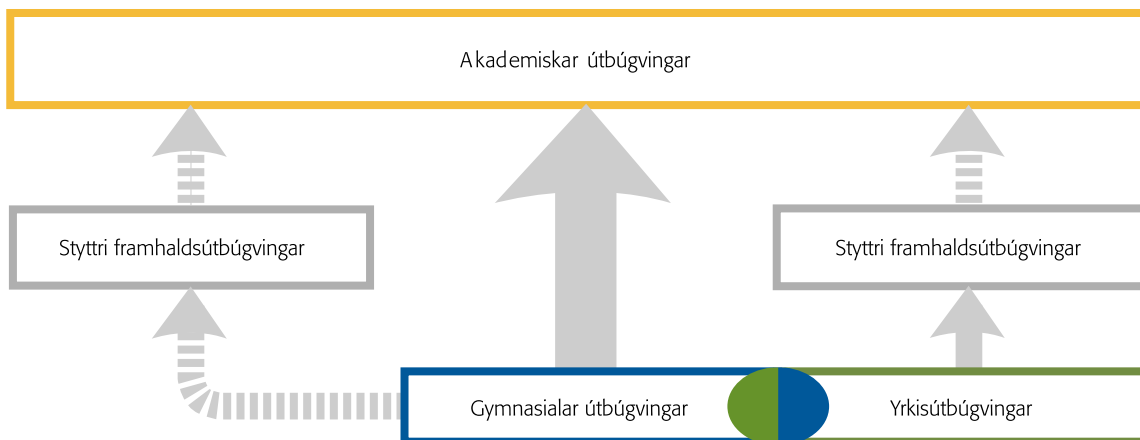 Akademiskar útbúgvingar
Styttri framhaldsútbúgvingar
Styttri framhaldsútbúgvingar
Gymnasialar útbúgvingar
Yrkisútbúgvingar